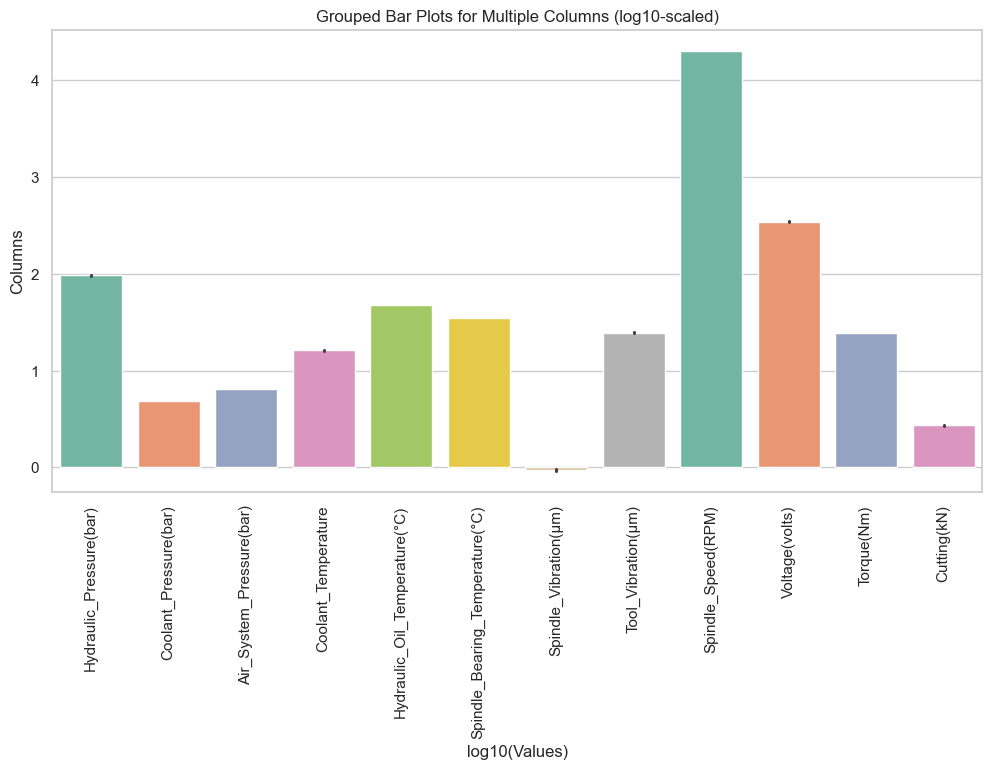 Grouped Bar Plots for Multiple Columns (log10-scaled)
Columns
4
3
2
1
0
Hydraulic_Pressure(bar)
Coolant_Pressure(bar)
Air_System_Pressure(bar)
Coolant_Temperature
Hydraulic_Oil_Temperature(°C)
Spindle_Bearing_Temperature(°C)
Spindle_Vibration(µm)
Tool_Vibration(µm)
Spindle_Speed(RPM)
Voltage(volts)
Torque(Nm)
Cutting(kN)
log10(Values)